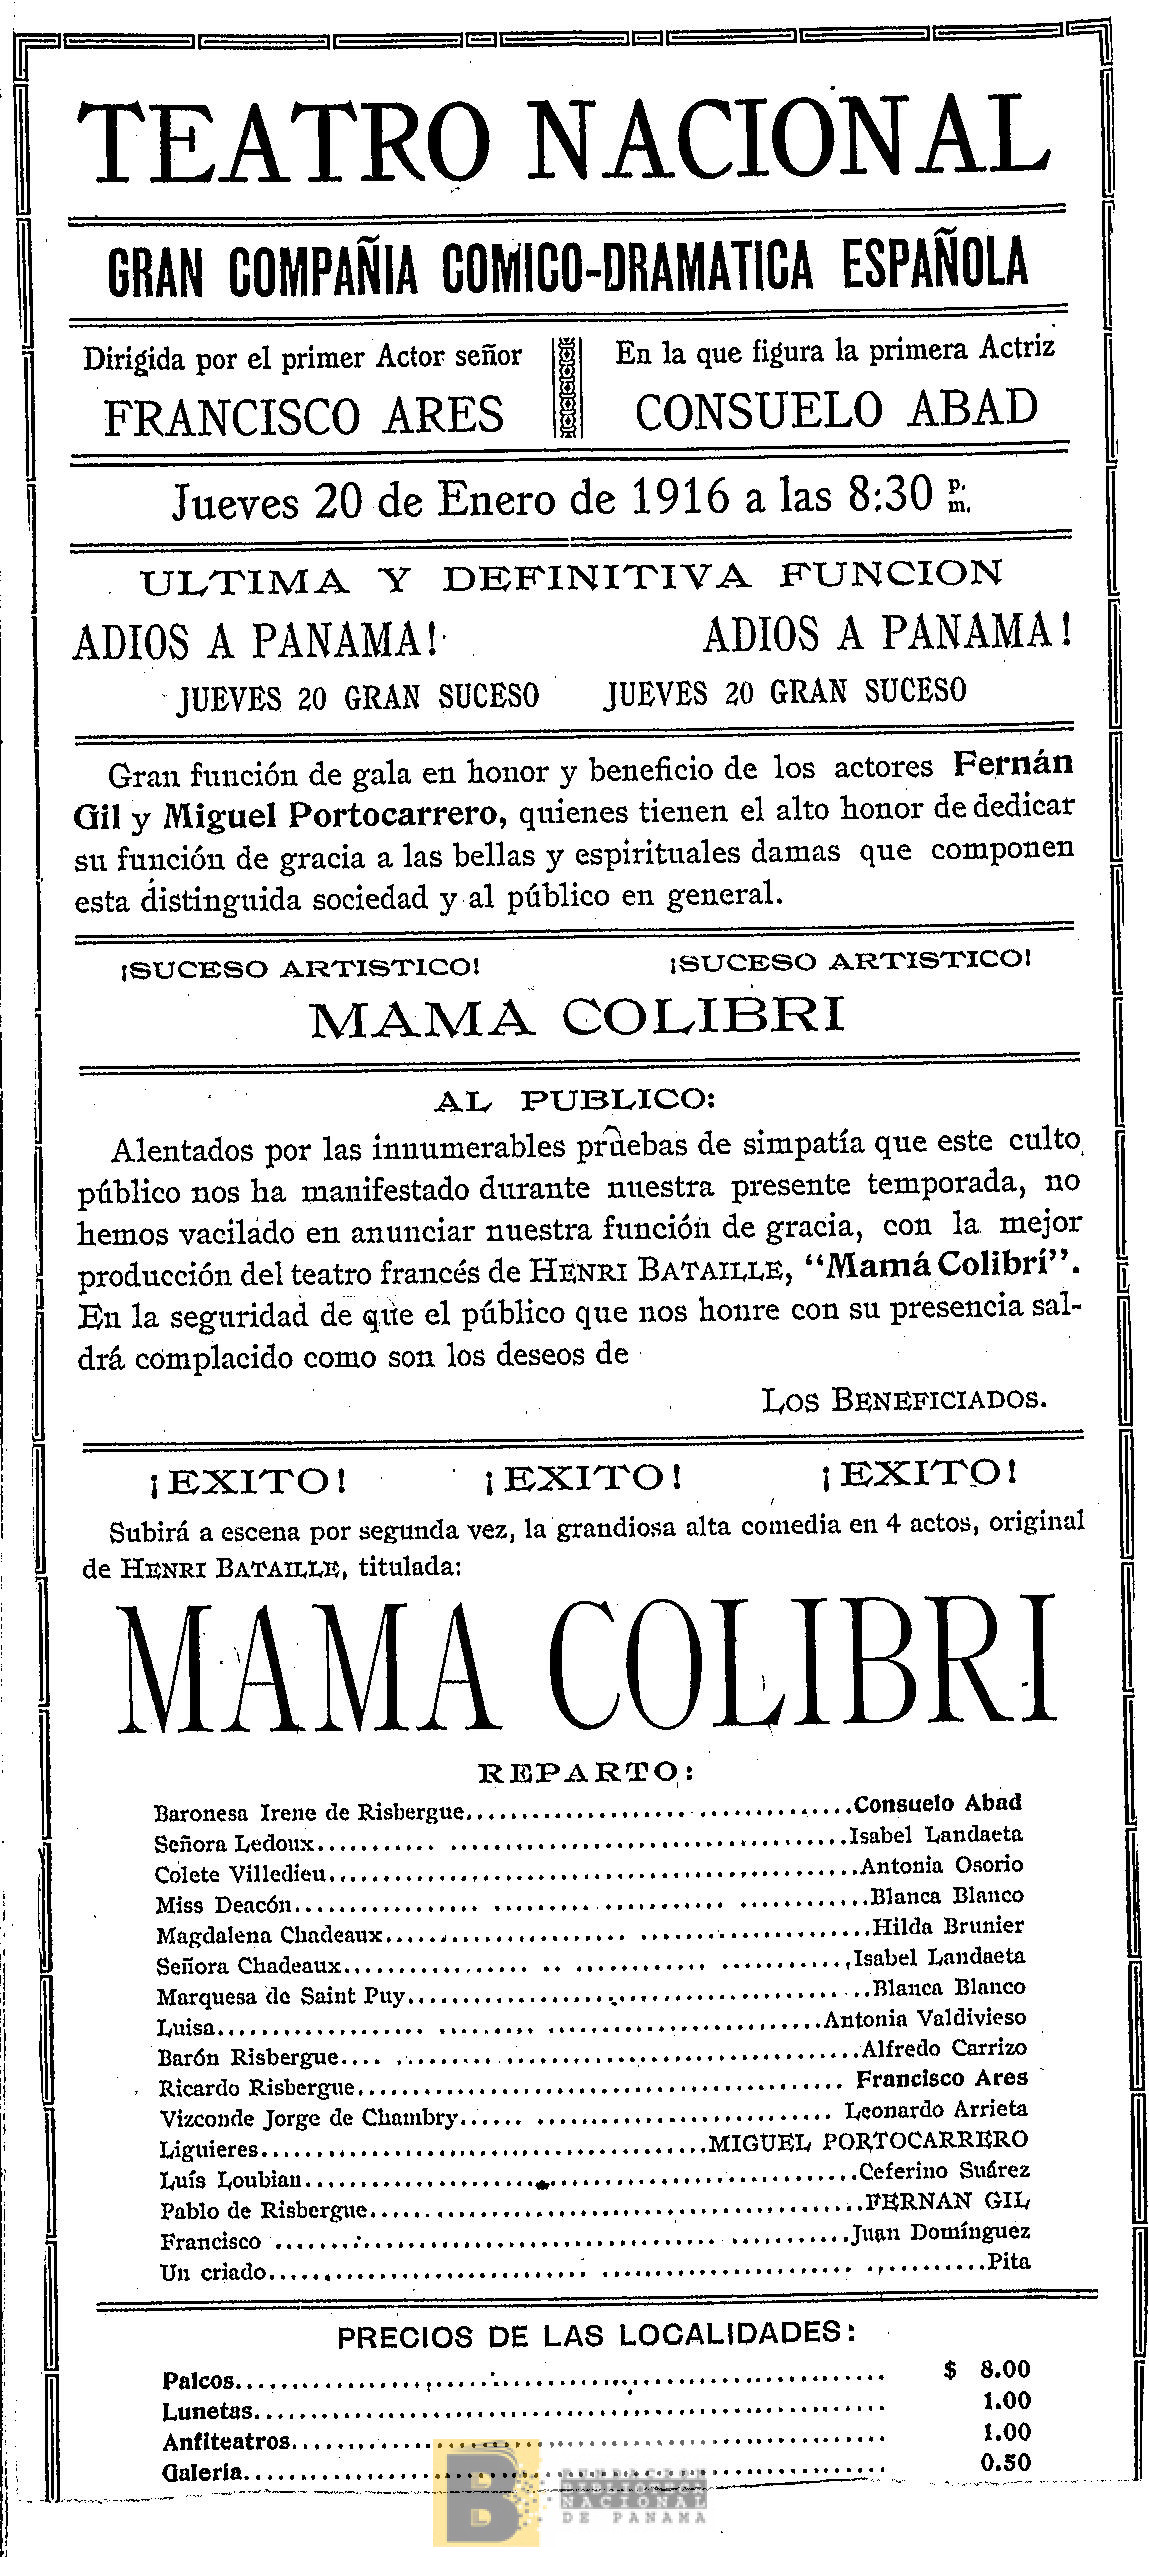 TEATRO NACIONAL
GRAN COMPAÑIA COMICO-DRAMATICA ESPAÑOLA
Dirigida por el primer Actor señor
FRANCISCO ARES
En la que figura la primera Actriz
CONSUELO ABAD
Jueves 20 de Enero de 1916 a las 8:30 p. m.
ULTIMA Y DEFINITIVA FUNCION
ADIOS A PANAMA! ADIOS A PANAMA!
JUEVES 20 GRAN SUCESO JUEVES 20 GRAN SUCESO
Gran función de gala en honor y beneficio de los actores Fernán
Gil y Miguel Portocarrero, quienes tienen el alto honor de dedicar
su función de gracia a las bellas y espirituales damas que componen
esta distinguida sociedad y al público en general.
¡SUCESO ARTISTICO! ¡SUCESO ARTISTICO!
MAMA COLIBRI
AL PUBLICO:
Alentados por las innumerables pruebas de simpatía que este culto
público nos ha manifestado durante nuestra presente temporada, no
hemos vacilado en anunciar nuestra función de gracia, con la mejor
producción del teatro francés de HENRI BATAILLE, “Mamá Colibrí”.
En la seguridad de que el público que nos honre con su presencia sal-
drá complacido como son los deseos de
LOS BENEFICIADOS.
¡EXITO! ¡EXITO! ¡EXITO!
Subirá a escena por segunda vez, la grandiosa alta comedia en 4 actos, original
de HENRI BATAILLE, titulada:
MAMA COLIBRI
REPARTO:
Baronesa Irene de Risbergue........Consuelo Abad
Señora Ledoux........Isabel Landaeta
Colete Villedieu........Antonia Osorio
Miss Deacón........Blanca Blanco
Magdalena Chadeaux........Hilda Brunier
Señora Chadeaux........Isabel Landaeta
Marquesa de Saint Puy........Blanca Blanco
Luisa........Antonia Valdivieso
Barón Risbergue........Alfredo Carrizo
Ricardo Risbergue........Francisco Ares
Vizconde Jorge de Chambry........Leonardo Arrieta
Liguieres........MIGUEL PORTOCARRERO
Luís Loubian........Ceferino Suárez
Pablo de Risbergue........FERNAN GIL
Francisco........Juan Domínguez
Un criado........Pita
PRECIOS DE LAS LOCALIDADES:
Palcos........$ 8.00
Lunetas........1.00
Anfiteatros........1.00
Galería........0.50
B
NACIONAL
DE PANAMA